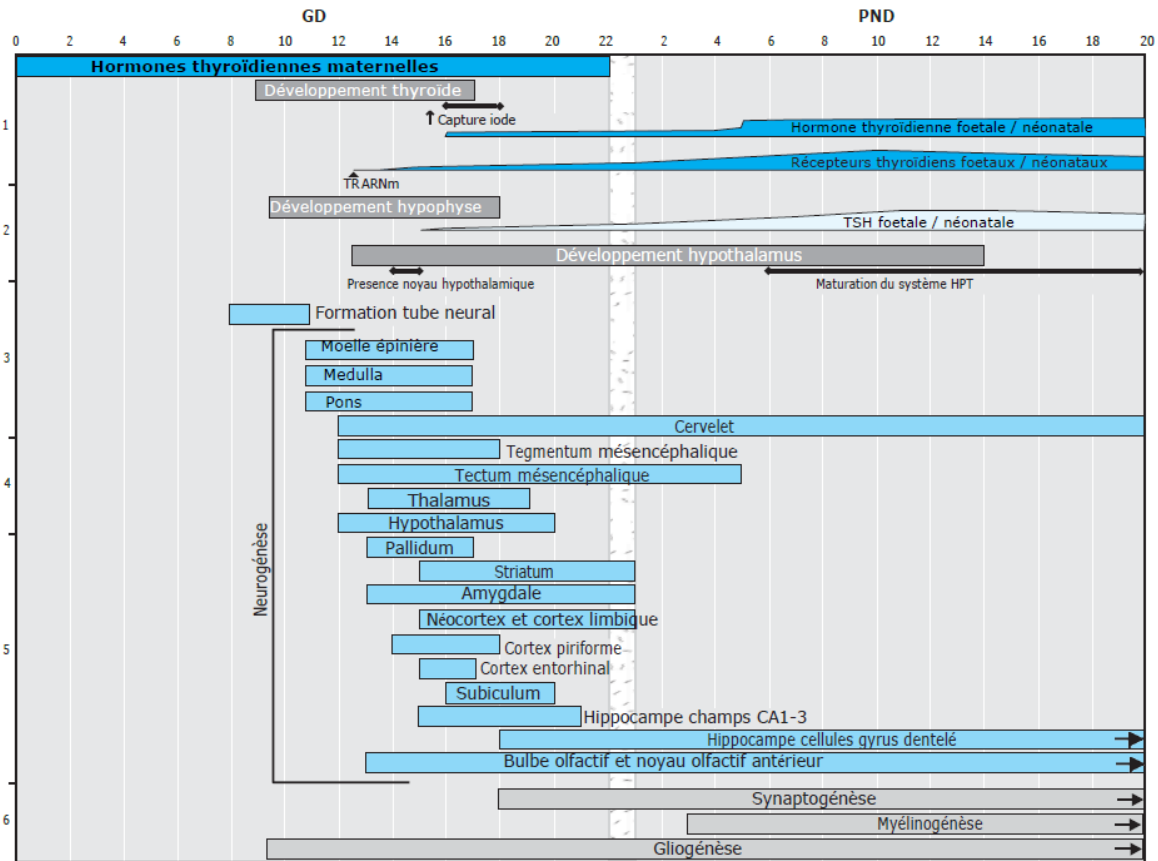 GD PND
0 2 4 6 8 10 12 14 16 18 20 22 2 4 6 8 10 12 14 16 18 20
Hormones thyroïdiennes maternelles
Développement thyroïde
↑ Capture iode
1
Hormone thyroïdienne foetale / néonatale
Récepteurs thyroïdiens foetaux / néonataux
TR ARNm
Développement hypophyse
2
TSH foetale / néonatale
Développement hypothalamus
Presence noyau hypothalamique
Maturation du système HPT
Formation tube neural
Moelle épinière
3
Medulla
Pons
Cervelet
Tegmentum mésencéphalique
Tectum mésencéphalique
4
Thalamus
Hypothalamus
Pallidum
Striatum
Neurogénèse
Amygdale
Néocortex et cortex limbique
Cortex piriforme
5
Cortex entorhinal
Subiculum
Hippocampe champs CA1-3
Hippocampe cellules gyrus dentelé
Bulbe olfactif et noyau olfactif antérieur
Synaptogénèse
6
Myélinogénèse
Gliogénèse